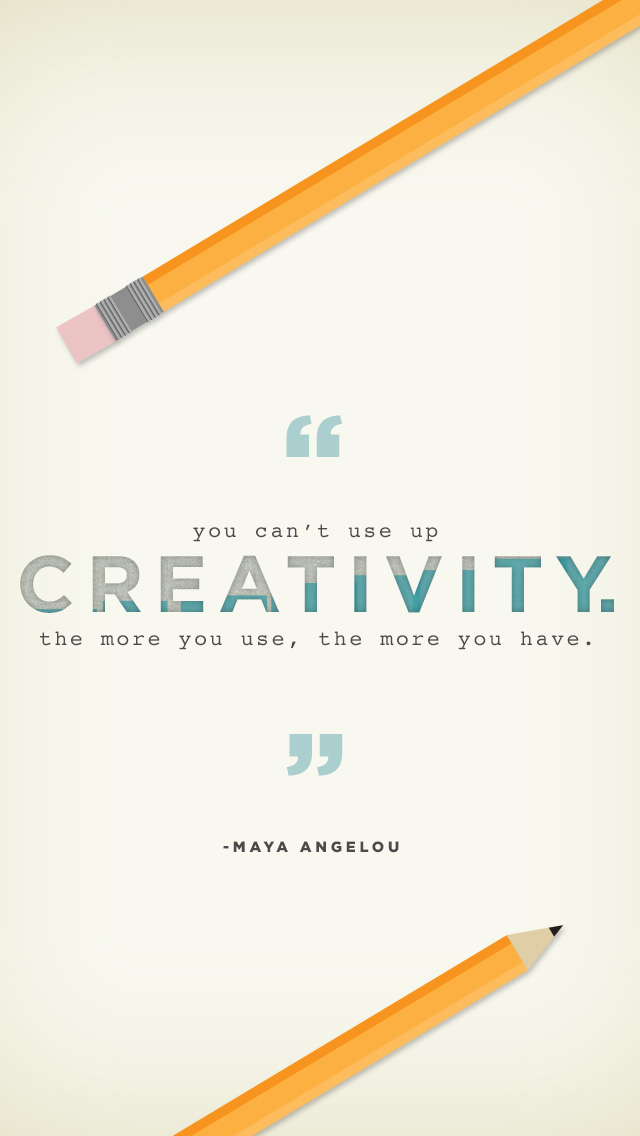 “
you can’t use up
CREATIVITY.
the more you use, the more you have.
”
-MAYA ANGELOU